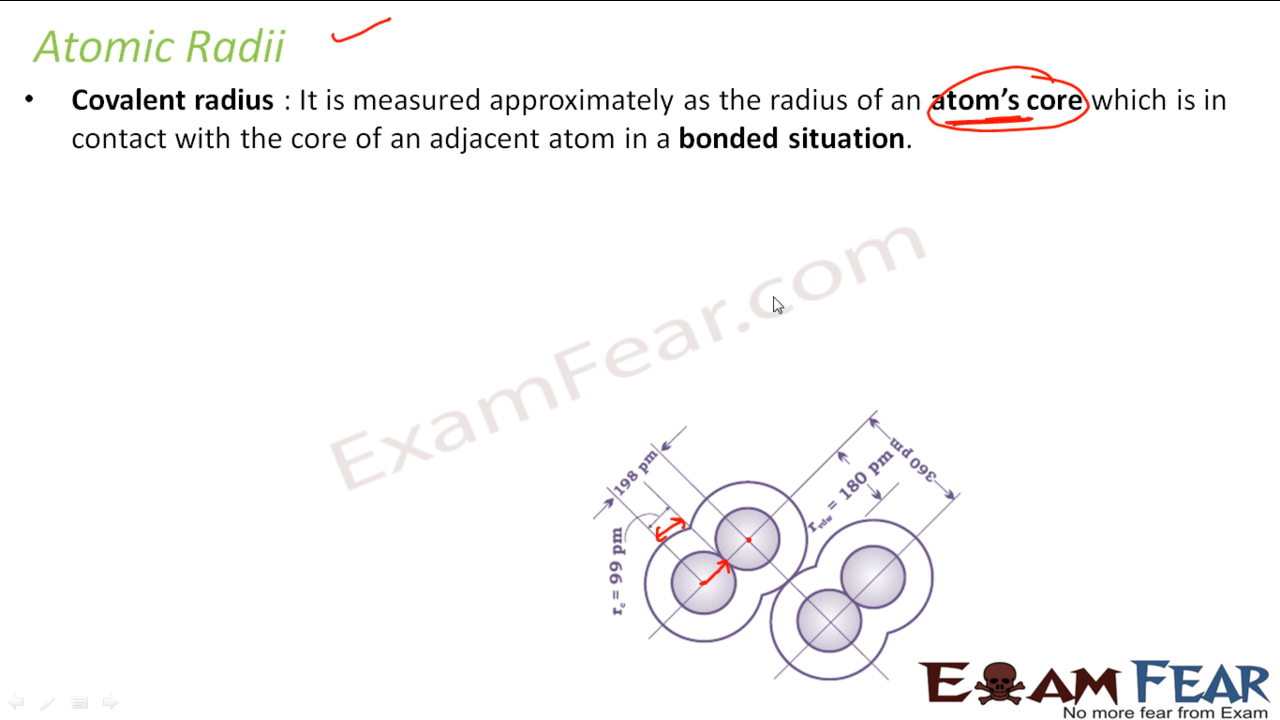 Atomic Radii
• Covalent radius : It is measured approximately as the radius of an atom’s core which is in
contact with the core of an adjacent atom in a bonded situation.
ExamFear.com
198 pm
r_c = 99 pm
r_vdw = 180 pm
360 pm
EXAM FEAR
No more fear from Exam